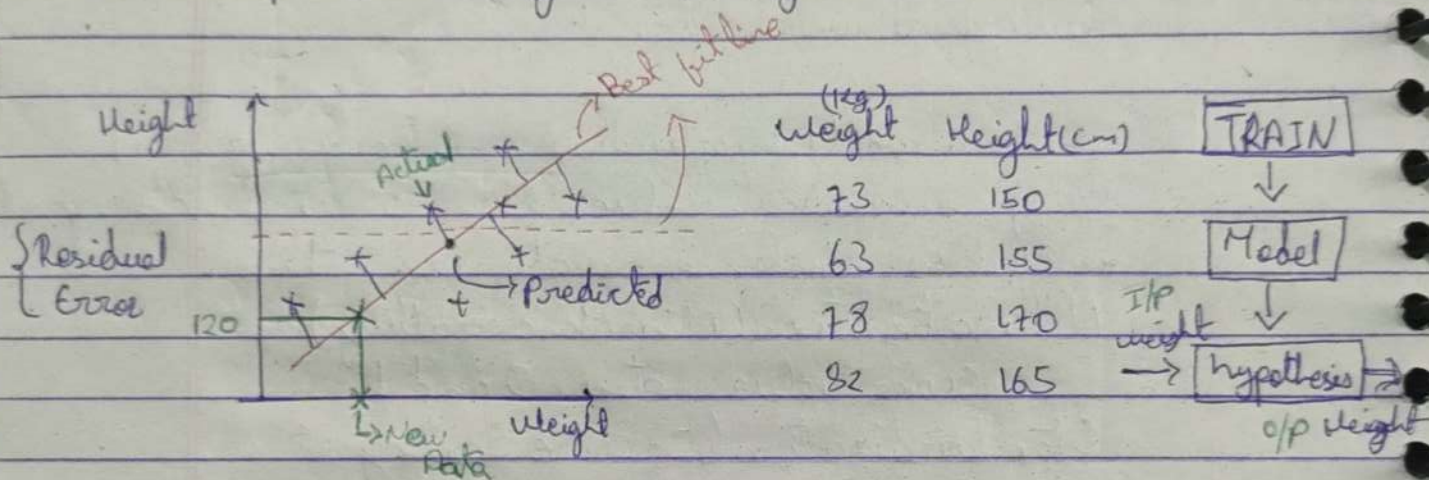 Best fit line
(Kg)
Height
Weight Height(cm) TRAIN
Actual
73 150
{Residual
Error
63 155 Model
Predicted
120
78 170 I/P
weight
82 165 → hypothesis ⇒
New
Data
Weight
O/P Height